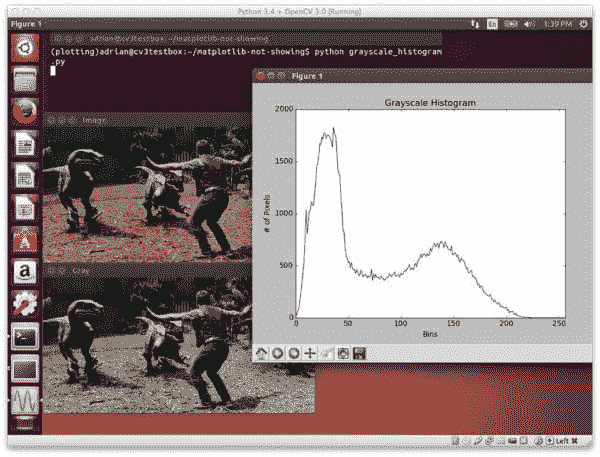 Python 3.4 + OpenCV 3.0 [Running]
Figure 1
En
1:39 PM
adrian@cv3testbox: ~/matplotlib-not-showing
(plotting)adrian@cv3testbox:~/matplotlib-not-showing$ python grayscale_histogram
.py
Figure 1
Image
Grayscale Histogram
2000
1500
1000
500
0
# of Pixels
0
50
100
150
200
250
Bins
Gray
Left ⌘